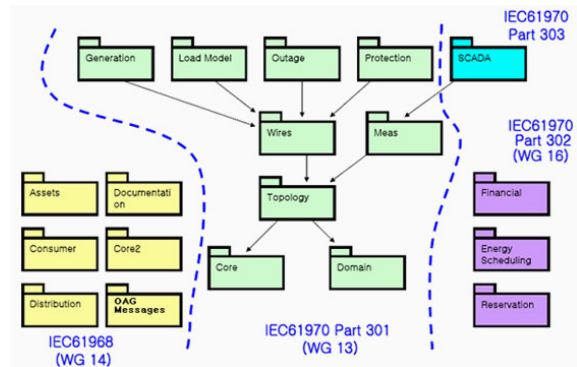 IEC61970
Part 303
Generation
Load Model
Outage
Protection
SCADA
Wires
Meas
IEC61970
Part 302
(WG 16)
Assets
Documentati
on
Topology
Financial
Consumer
Core2
Core
Domain
Energy
Scheduling
Distribution
OAG
Messages
Reservation
IEC61968
(WG 14)
IEC61970 Part 301
(WG 13)